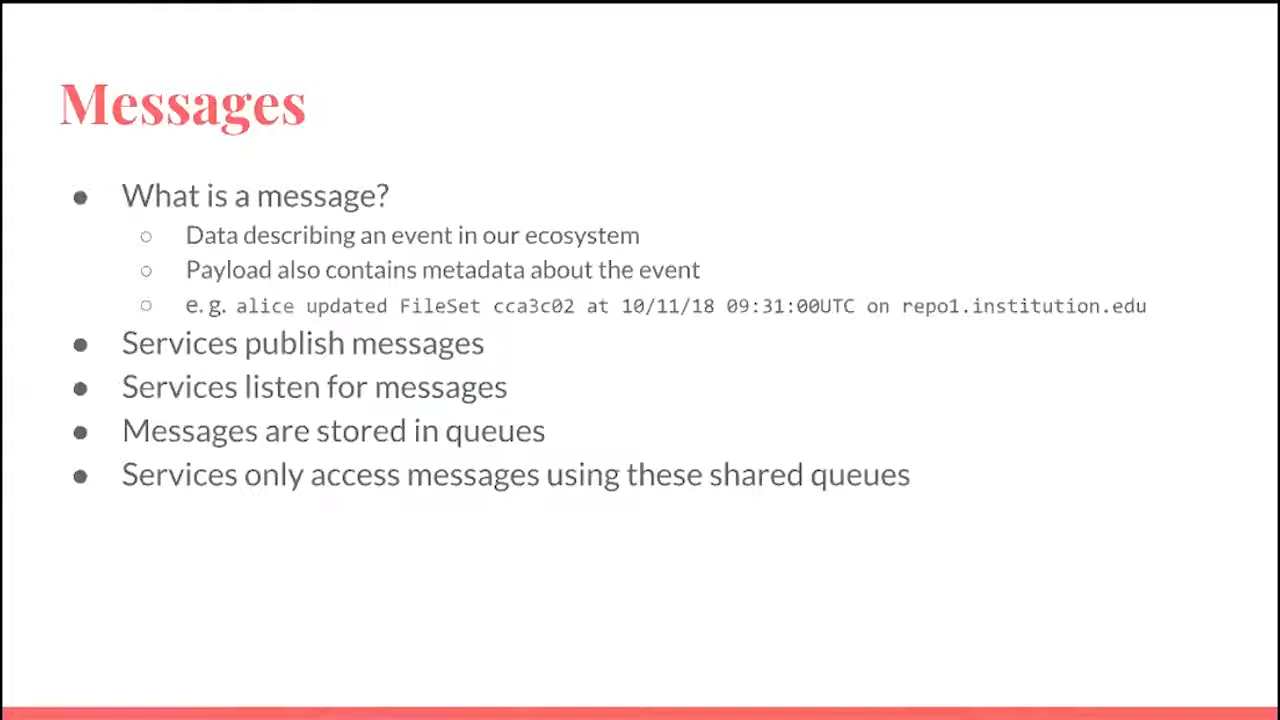 Messages
● What is a message?
○ Data describing an event in our ecosystem
○ Payload also contains metadata about the event
○ e.g. alice updated FileSet cca3c02 at 10/11/18 09:31:00UTC on repo1.institution.edu
● Services publish messages
● Services listen for messages
● Messages are stored in queues
● Services only access messages using these shared queues